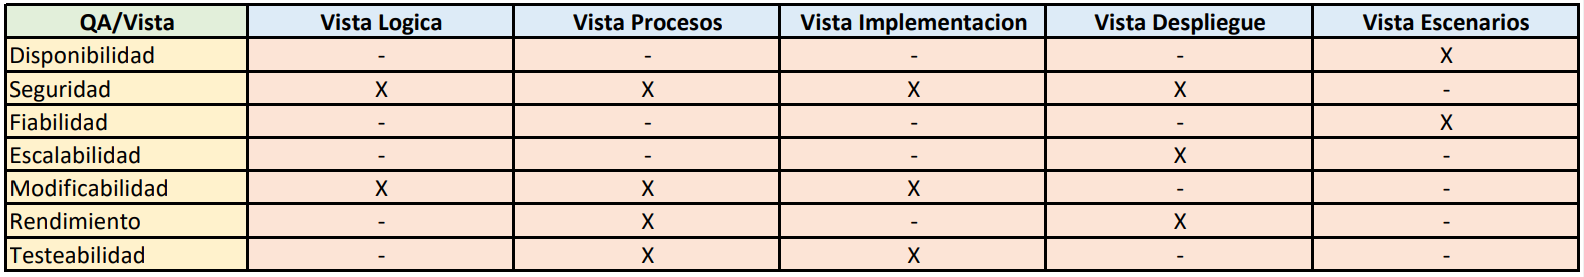 QA/Vista Vista Logica Vista Procesos Vista Implementacion Vista Despliegue Vista Escenarios
Disponibilidad - - - - X
Seguridad X X X X -
Fiabilidad - - - - X
Escalabilidad - - - X -
Modificabilidad X X X - -
Rendimiento - X - X -
Testeabilidad - X X - -